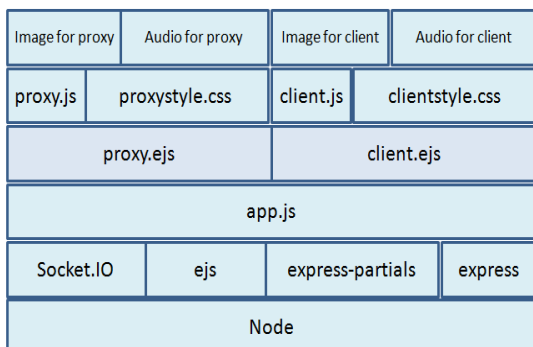 Image for proxy Audio for proxy Image for client Audio for client
proxy.js proxystyle.css client.js clientstyle.css
proxy.ejs client.ejs
app.js
Socket.IO ejs express-partials express
Node